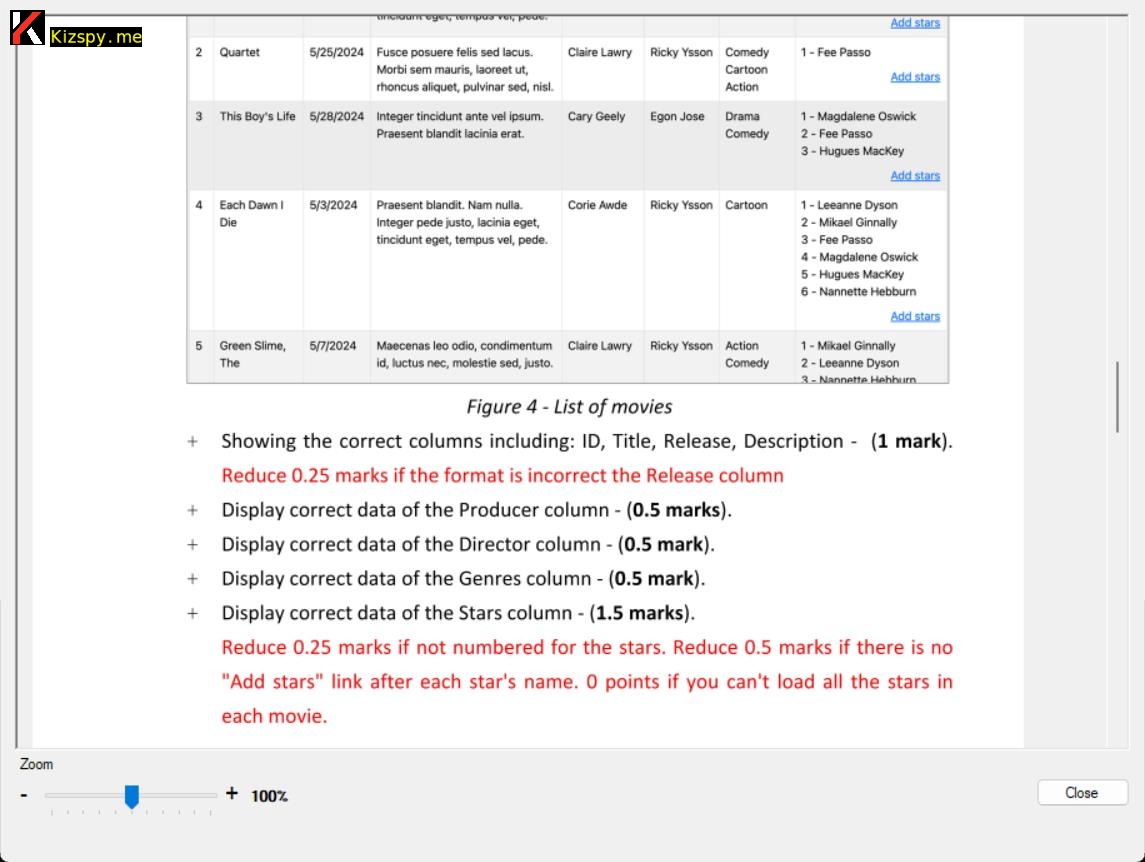 Kizspy.me
tincidunt eget, tempus vel, pede.
Add stars
2 Quartet 5/25/2024 Fusce posuere felis sed lacus. Claire Lawry Ricky Ysson Comedy 1 - Fee Passo
Morbi sem mauris, laoreet ut, Cartoon
rhoncus aliquet, pulvinar sed, nisl. Action Add stars
3 This Boy's Life 5/28/2024 Integer tincidunt ante vel ipsum. Cary Geely Egon Jose Drama 1 - Magdalene Oswick
Praesent blandit lacinia erat. Comedy 2 - Fee Passo
3 - Hugues MacKey
Add stars
4 Each Dawn I 5/3/2024 Praesent blandit. Nam nulla. Corie Awde Ricky Ysson Cartoon 1 - Leeanne Dyson
Die Integer pede justo, lacinia eget, 2 - Mikael Ginnally
tincidunt eget, tempus vel, pede. 3 - Fee Passo
4 - Magdalene Oswick
5 - Hugues MacKey
6 - Nannette Hebburn
Add stars
5 Green Slime, 5/7/2024 Maecenas leo odio, condimentum Claire Lawry Ricky Ysson Action 1 - Mikael Ginnally
The id, luctus nec, molestie sed, justo. Comedy 2 - Leeanne Dyson
3 - Nannette Hebburn
Figure 4 - List of movies
+ Showing the correct columns including: ID, Title, Release, Description - (1 mark).
Reduce 0.25 marks if the format is incorrect the Release column
+ Display correct data of the Producer column - (0.5 marks).
+ Display correct data of the Director column - (0.5 mark).
+ Display correct data of the Genres column - (0.5 mark).
+ Display correct data of the Stars column - (1.5 marks).
Reduce 0.25 marks if not numbered for the stars. Reduce 0.5 marks if there is no
"Add stars" link after each star's name. 0 points if you can't load all the stars in
each movie.
Zoom
- + 100%
Close